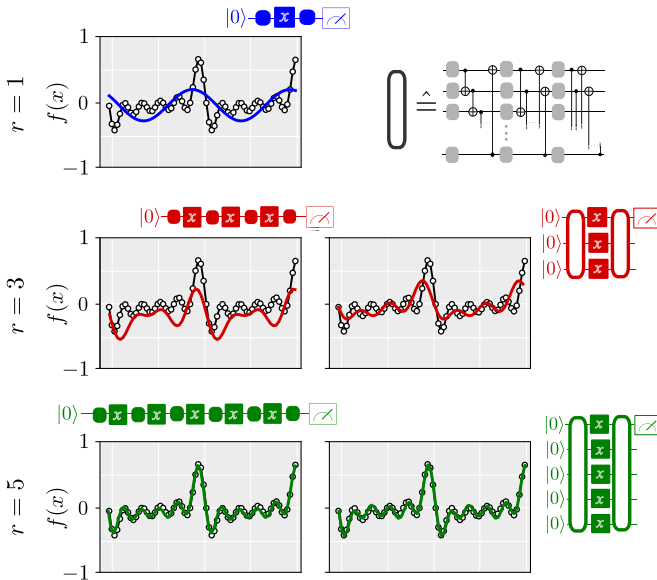 |0⟩ x
r = 1
f(x)
1
0
−1
≙
|0⟩ x x x
r = 3
f(x)
1
0
−1
|0⟩ x
|0⟩ x
|0⟩ x
|0⟩ x x x x x
r = 5
f(x)
1
0
−1
|0⟩ x
|0⟩ x
|0⟩ x
|0⟩ x
|0⟩ x